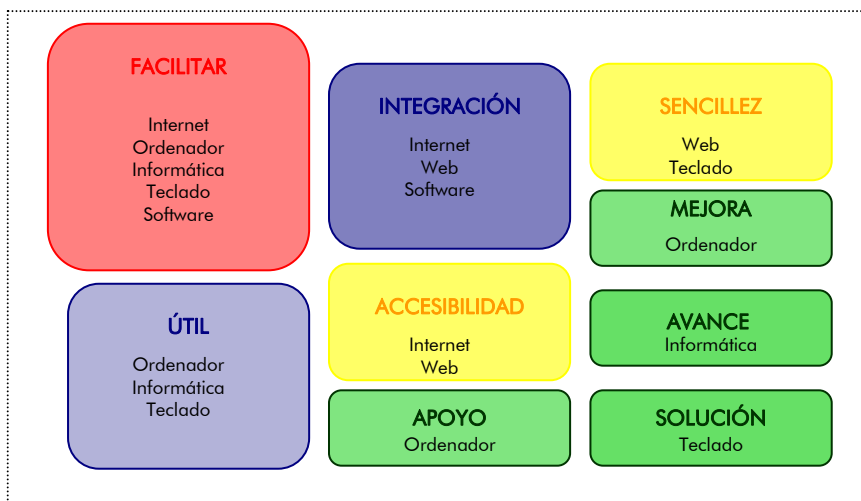 FACILITAR
Internet
Ordenador
Informática
Teclado
Software
INTEGRACIÓN
Internet
Web
Software
SENCILLEZ
Web
Teclado
MEJORA
Ordenador
ÚTIL
Ordenador
Informática
Teclado
ACCESIBILIDAD
Internet
Web
AVANCE
Informática
APOYO
Ordenador
SOLUCIÓN
Teclado